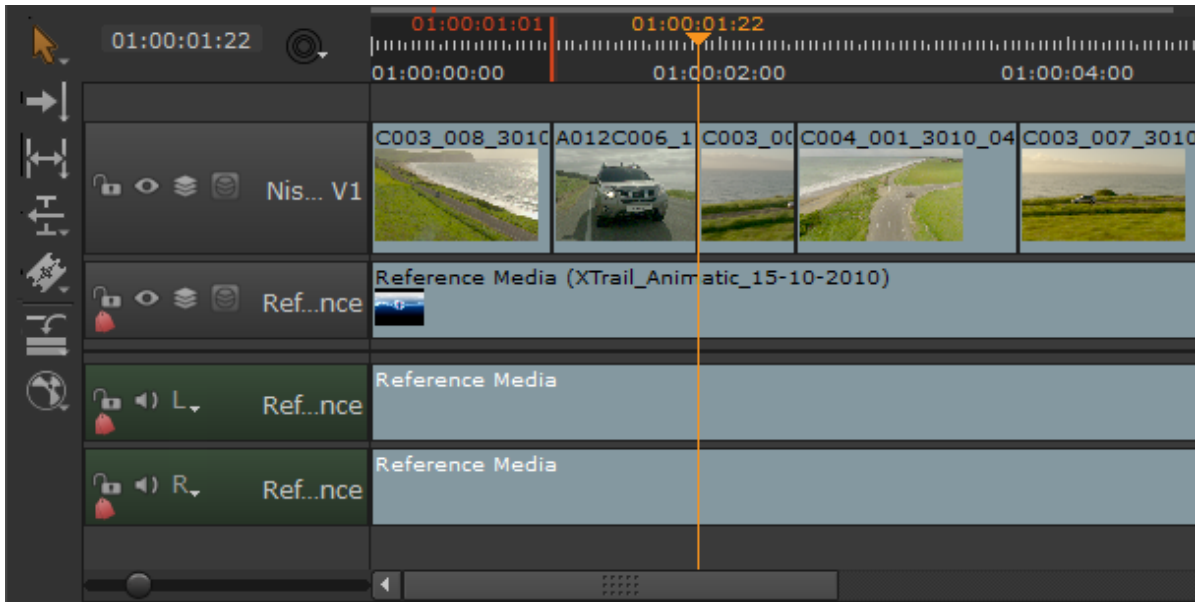 01:00:01:22
01:00:01:01
01:00:01:22
01:00:00:00
01:00:02:00
01:00:04:00
Nis... V1
C003_008_3010
A012C006_1
C003_00
C004_001_3010_04
C003_007_3010
Ref...nce
Reference Media (XTrail_Animatic_15-10-2010)
L
Ref...nce
Reference Media
R
Ref...nce
Reference Media